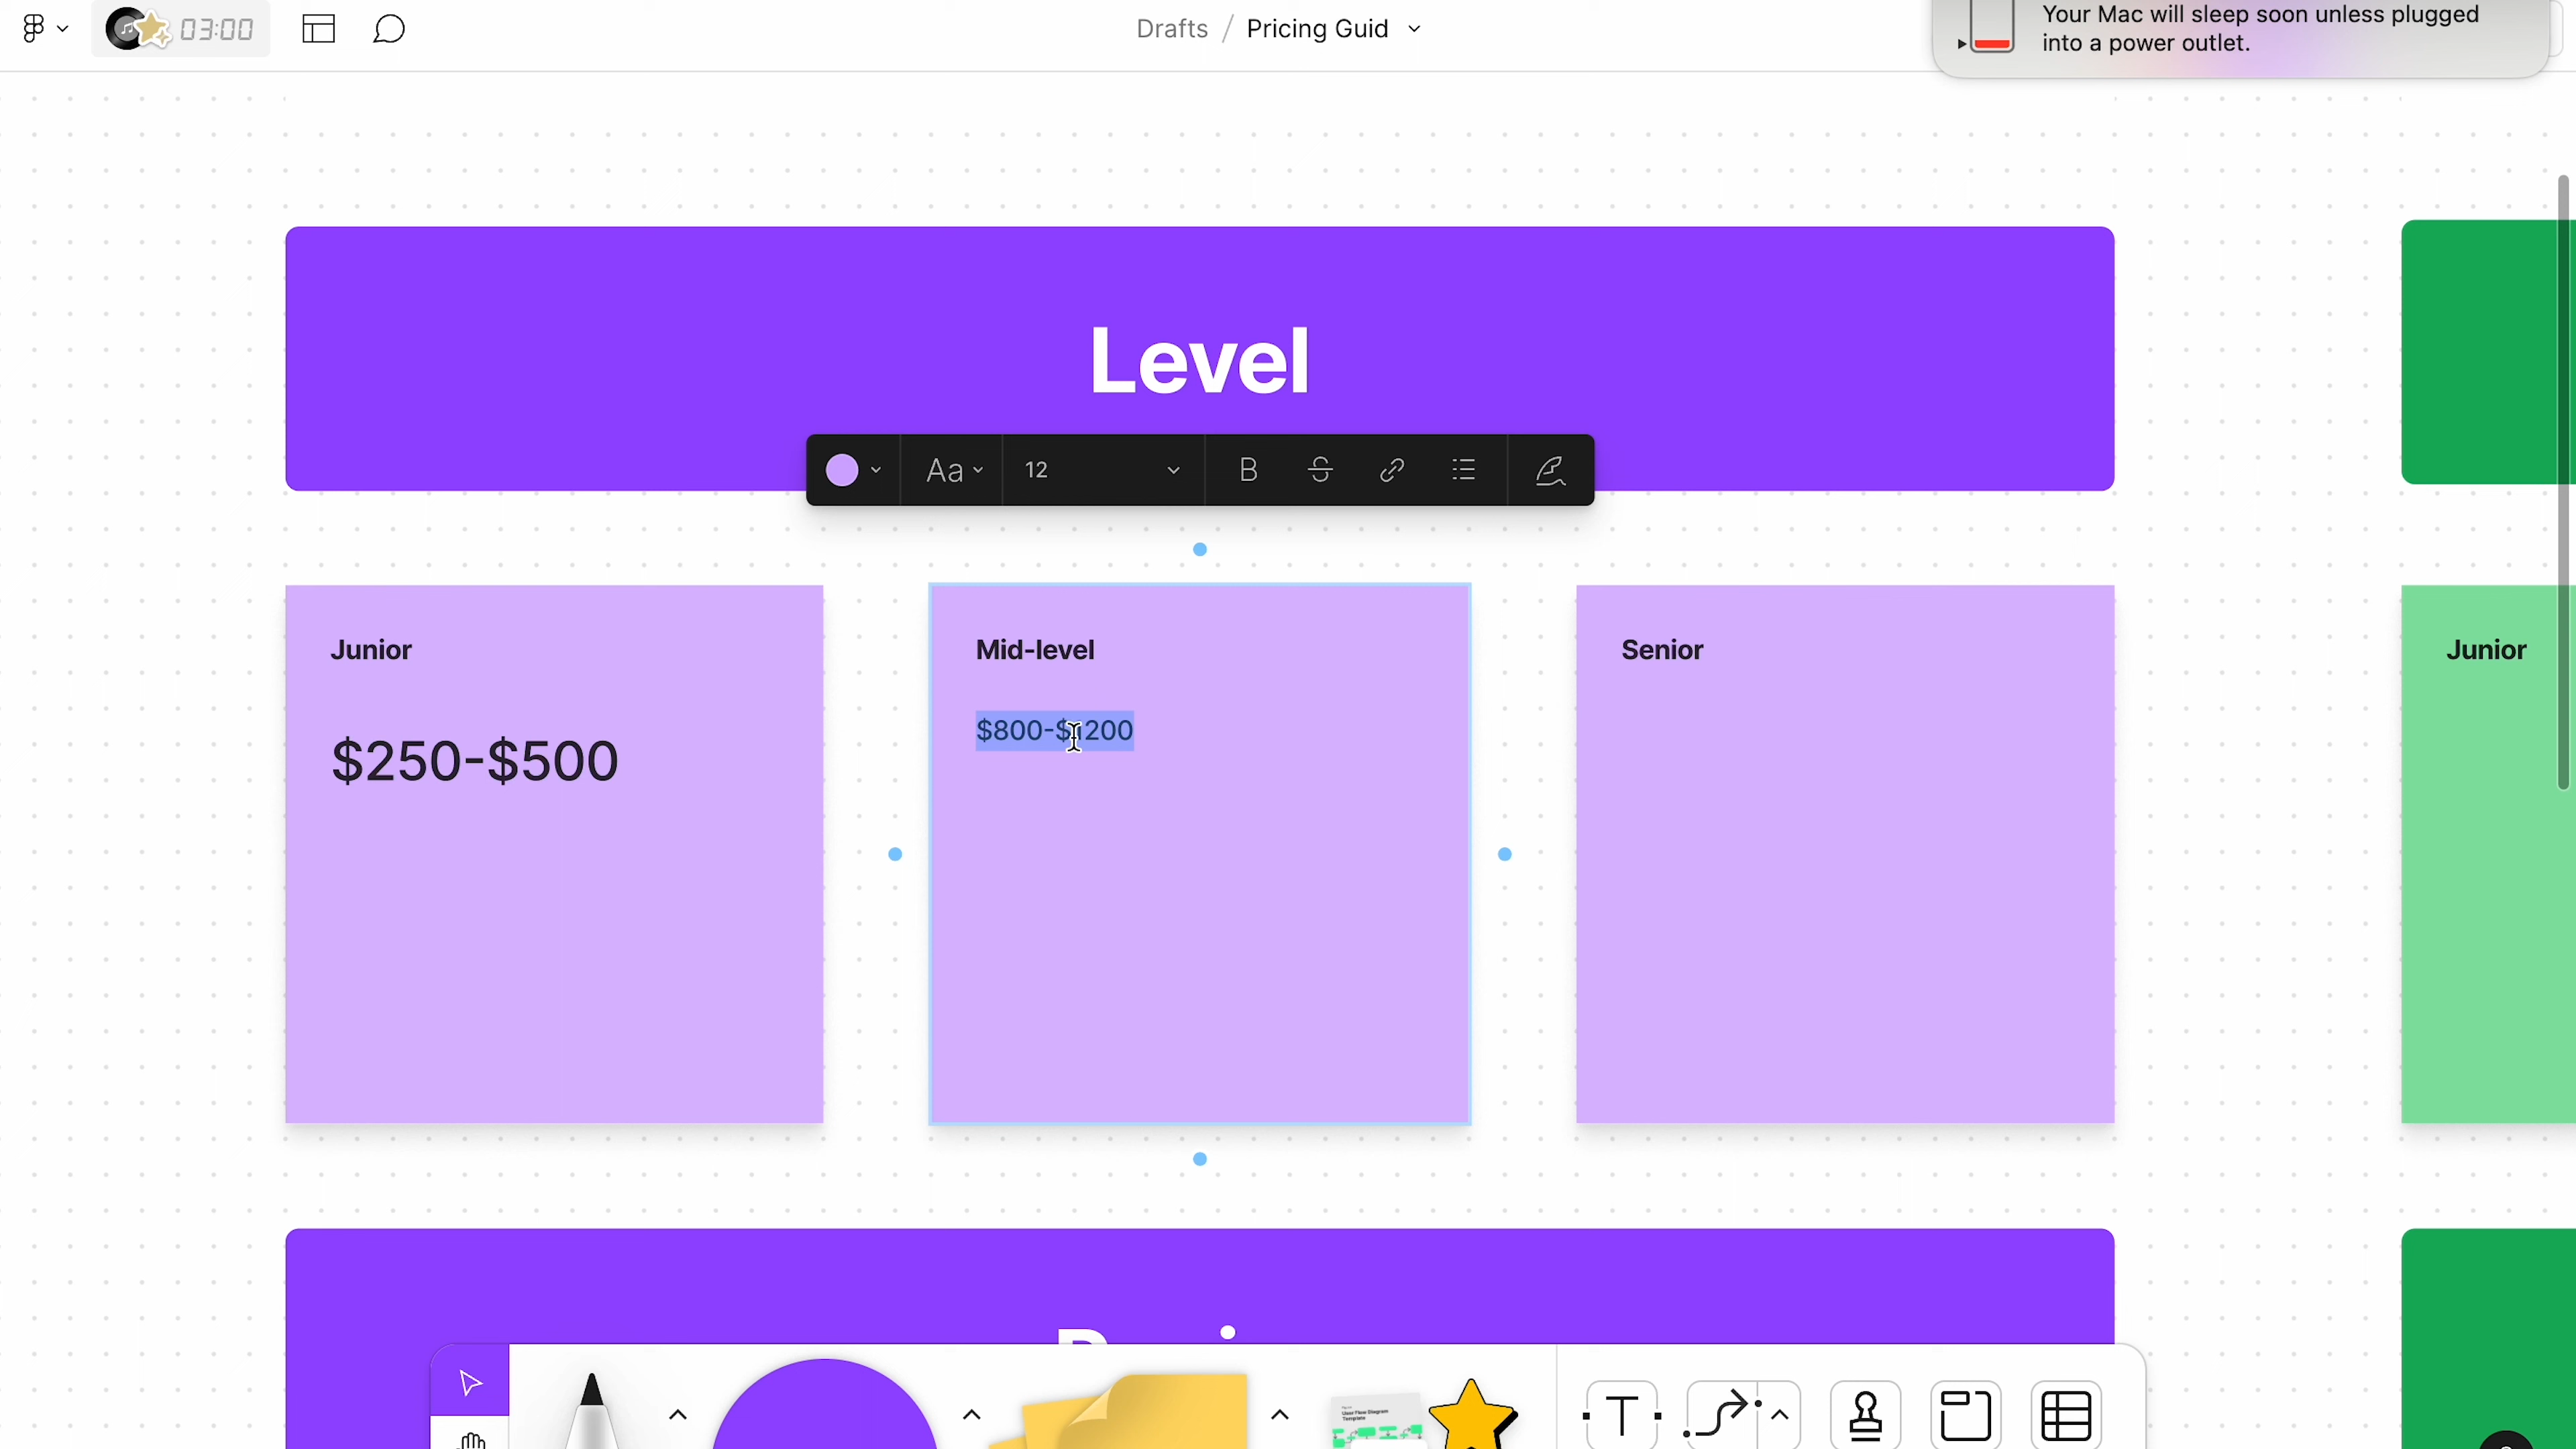 03:00
Drafts / Pricing Guid
Your Mac will sleep soon unless plugged
into a power outlet.
Level
Aa
12
B
S
Junior
$250-$500
Mid-level
$800-$1200
Senior
Junior
T